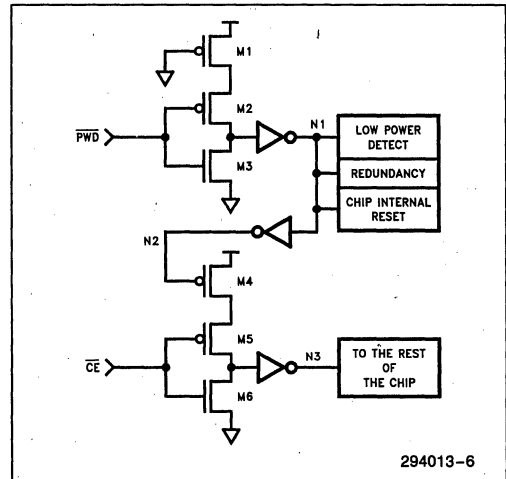 M1
M2
PWD
N1
LOW POWER
DETECT
M3
REDUNDANCY
CHIP INTERNAL
RESET
N2
M4
M5
CE
N3
TO THE REST
OF
THE CHIP
M6
294013-6